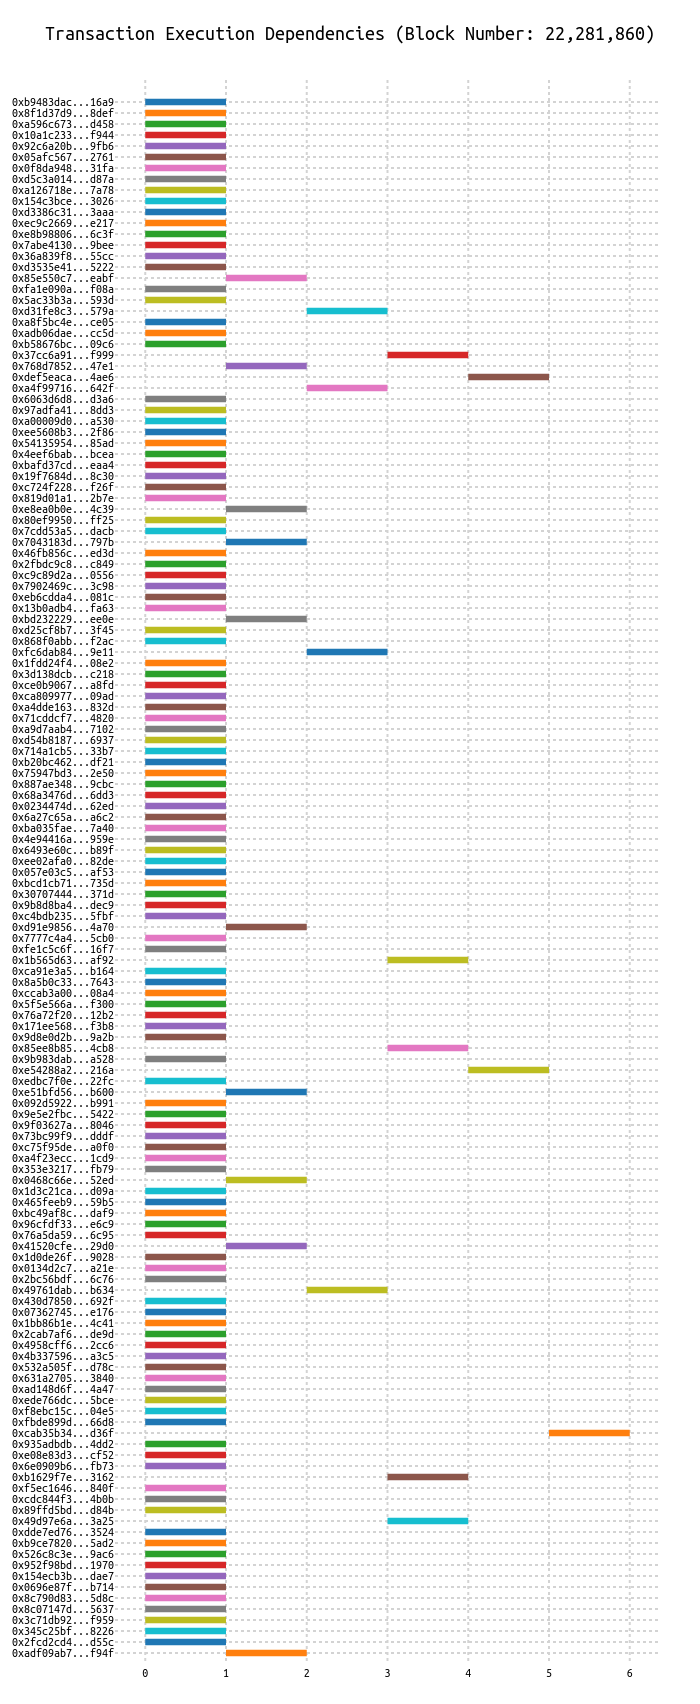 Transaction Execution Dependencies (Block Number: 22,281,860)
0xb9483dac...16a9
0x8f1d37d9...8def
0xa596c673...d458
0x10a1c233...f944
0x92c6a20b...9fb6
0x05afc567...2761
0x0f8da948...31fa
0xd5c3a014...d87a
0xa126718e...7a78
0x154c3bce...3026
0xd3386c31...3aaa
0xec9c2669...e217
0xe8b98806...6c3f
0x7abe4130...9bee
0x36a839f8...55cc
0xd3535e41...5222
0x85e550c7...eabf
0xfa1e090a...f08a
0x5ac33b3a...593d
0xd31fe8c3...579a
0xa8f5bc4e...ce05
0xadb06dae...cc5d
0xb58676bc...09c6
0x37cc6a91...f999
0x768d7852...47e1
0xdef5eaca...4ae6
0xa4f99716...642f
0x6063d6d8...d3a6
0x97adfa41...8dd3
0xa00009d0...a530
0xee5608b3...2f86
0x54135954...85ad
0x4eef6bab...bcea
0xbafd37cd...eaa4
0x19f7684d...8c30
0xc724f228...f26f
0x819d01a1...2b7e
0xe8ea0b0e...4c39
0x80ef9950...ff25
0x7cdd53a5...dacb
0x7043183d...797b
0x46fb856c...ed3d
0x2fbdc9c8...c849
0xc9c89d2a...0556
0x7902469c...3c98
0xeb6cdda4...081c
0x13b0adb4...fa63
0xbd232229...ee0e
0xd25cf8b7...3f45
0x868f0abb...f2ac
0xfc6dab84...9e11
0x1fdd24f4...08e2
0x3d138dcb...c218
0xce0b9067...a8fd
0xca809977...09ad
0xa4dde163...832d
0x71cddcf7...4820
0xa9d7aab4...7102
0xd54b8187...6937
0x714a1cb5...33b7
0xb20bc462...df21
0x75947bd3...2e50
0x887ae348...9cbc
0x68a3476d...6dd3
0x0234474d...62ed
0x6a27c65a...a6c2
0xba035fae...7a40
0x4e94416a...959e
0x6493e60c...b89f
0xee02afa0...82de
0x057e03c5...af53
0xbcd1cb71...735d
0x30707444...371d
0x9b8d8ba4...dec9
0xc4bdb235...5fbf
0xd91e9856...4a70
0x7777c4a4...5cb0
0xfe1c5c6f...16f7
0x1b565d63...af92
0xca91e3a5...b164
0x8a5b0c33...7643
0xccab3a00...08a4
0x5f5e566a...f300
0x76a72f20...12b2
0x171ee568...f3b8
0x9d8e0d2b...9a2b
0x85ee8b85...4cb8
0x9b983dab...a528
0xe54288a2...216a
0xedbc7f0e...22fc
0xe51bfd56...b600
0x092d5922...b991
0x9e5e2fbc...5422
0x9f03627a...8046
0x73bc99f9...dddf
0xc75f95de...a0f0
0xa4f23ecc...1cd9
0x353e3217...fb79
0x0468c66e...52ed
0x1d3c21ca...d09a
0x465feeb9...59b5
0xbc49af8c...daf9
0x96cfdf33...e6c9
0x76a5da59...6c95
0x41520cfe...29d0
0x1d0de26f...9028
0x0134d2c7...a21e
0x2bc56bdf...6c76
0x49761dab...b634
0x430d7850...692f
0x07362745...e176
0x1bb86b1e...4c41
0x2cab7af6...de9d
0x4958cff6...2cc6
0x4b337596...a3c5
0x532a505f...d78c
0x631a2705...3840
0xad148d6f...4a47
0xede766dc...5bce
0xf8ebc15c...04e5
0xfbde899d...66d8
0xcab35b34...d36f
0x935adbdb...4dd2
0xe08e83d3...cf52
0x6e0909b6...fb73
0xb1629f7e...3162
0xf5ec1646...840f
0xcdc844f3...4b0b
0x89ffd5bd...d84b
0x49d97e6a...3a25
0xdde7ed76...3524
0xb9ce7820...5ad2
0x526c8c3e...9ac6
0x952f98bd...1970
0x154ecb3b...dae7
0x0696e87f...b714
0x8c790d83...5d8c
0x8c07147d...5637
0x3c71db92...f959
0x345c25bf...8226
0x2fcd2cd4...d55c
0xadf09ab7...f94f
0 1 2 3 4 5 6